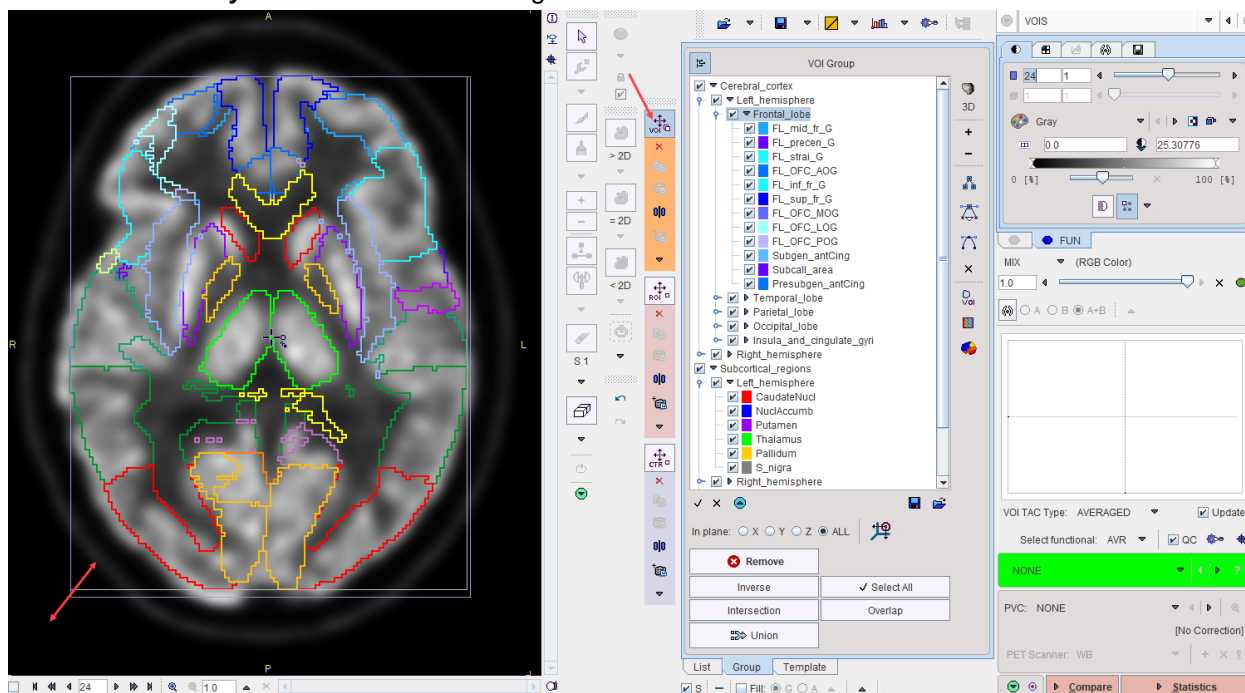 A
R
L
P
24
1.0
S 1
> 2D
= 2D
< 2D
VOI
ROI
CTR
VOI Group
Cerebral_cortex
Left_hemisphere
Frontal_lobe
FL_mid_fr_G
FL_precen_G
FL_strai_G
FL_OFC_AOG
FL_inf_fr_G
FL_sup_fr_G
FL_OFC_MOG
FL_OFC_LOG
FL_OFC_POG
Subgen_antCing
Subcall_area
Presubgen_antCing
Temporal_lobe
Parietal_lobe
Occipital_lobe
Insula_and_cingulate_gyri
Right_hemisphere
Subcortical_regions
Left_hemisphere
CaudateNucl
NuclAccumb
Putamen
Thalamus
Pallidum
S_nigra
Right_hemisphere
In plane: X Y Z ALL
Remove
Inverse Select All
Intersection Overlap
Union
List Group Template
S Fill: G O A
3D
VOI
VOIS
24 1
1 1
Gray
0.0 25.30776
0 [%] 100 [%]
FUN
MIX (RGB Color)
1.0
A B A+B
VOI TAC Type: AVERAGED Update
Select functional: AVR QC
NONE ?
PVC: NONE
[No Correction]
PET Scanner: WB
Compare Statistics